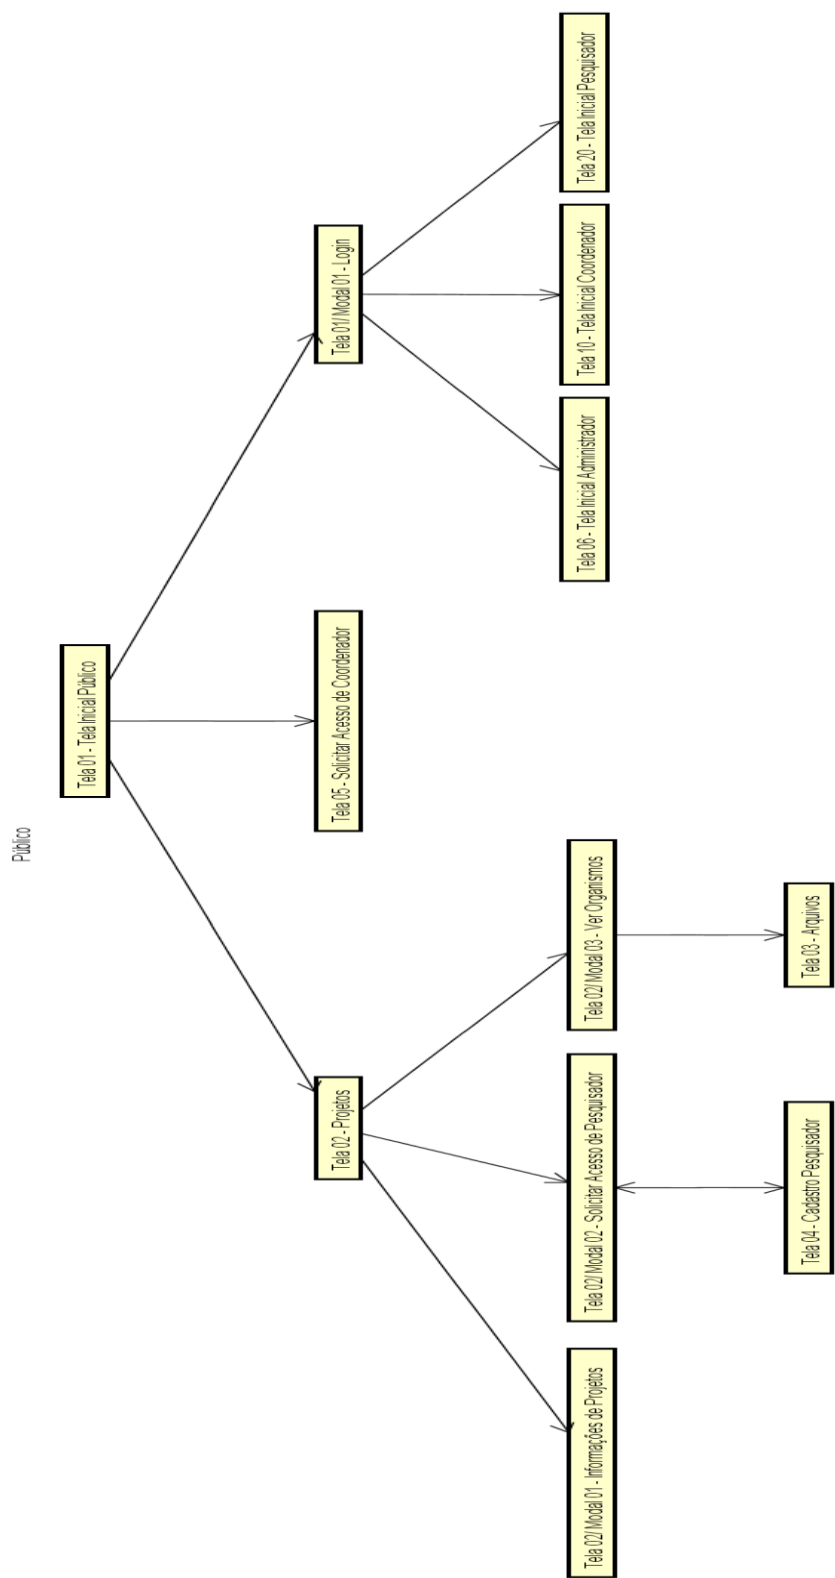 Público
Tela 01 - Tela Inicial Público
Tela 02 - Projetos
Tela 05 - Solicitar Acesso de Coordenador
Tela 01/ Modal 01 - Login
Tela 02/ Modal 01 - Informações de Projetos
Tela 02/ Modal 02 - Solicitar Acesso de Pesquisador
Tela 02/ Modal 03 - Ver Organismos
Tela 06 - Tela Inicial Administrador
Tela 10 - Tela Inicial Coordenador
Tela 20 - Tela Inicial Pesquisador
Tela 04 - Cadastro Pesquisador
Tela 03 - Arquivos